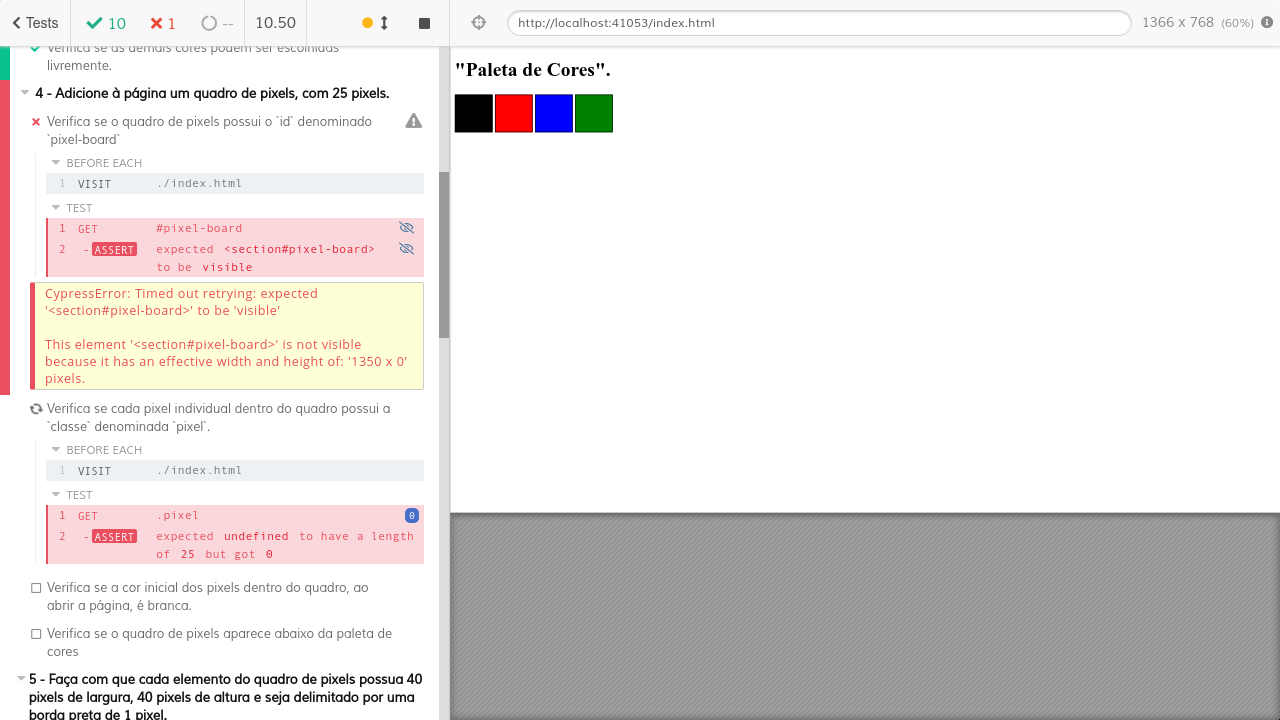 Tests
10
1
--
10.50
http://localhost:41053/index.html
1366 x 768 (60%)
Verifica se as demais cores podem ser escolhidas
livremente.
4 - Adicione à página um quadro de pixels, com 25 pixels.
Verifica se o quadro de pixels possui o `id` denominado
`pixel-board`
BEFORE EACH
1 VISIT ./index.html
TEST
1 GET #pixel-board
2 -ASSERT expected <section#pixel-board>
to be visible
CypressError: Timed out retrying: expected
'<section#pixel-board>' to be 'visible'
This element '<section#pixel-board>' is not visible
because it has an effective width and height of: '1350 x 0'
pixels.
Verifica se cada pixel individual dentro do quadro possui a
`classe` denominada `pixel`.
BEFORE EACH
1 VISIT ./index.html
TEST
1 GET .pixel 0
2 -ASSERT expected undefined to have a length
of 25 but got 0
Verifica se a cor inicial dos pixels dentro do quadro, ao
abrir a página, é branca.
Verifica se o quadro de pixels aparece abaixo da paleta de
cores
5 - Faça com que cada elemento do quadro de pixels possua 40
pixels de largura, 40 pixels de altura e seja delimitado por uma
borda preta de 1 pixel.
"Paleta de Cores".